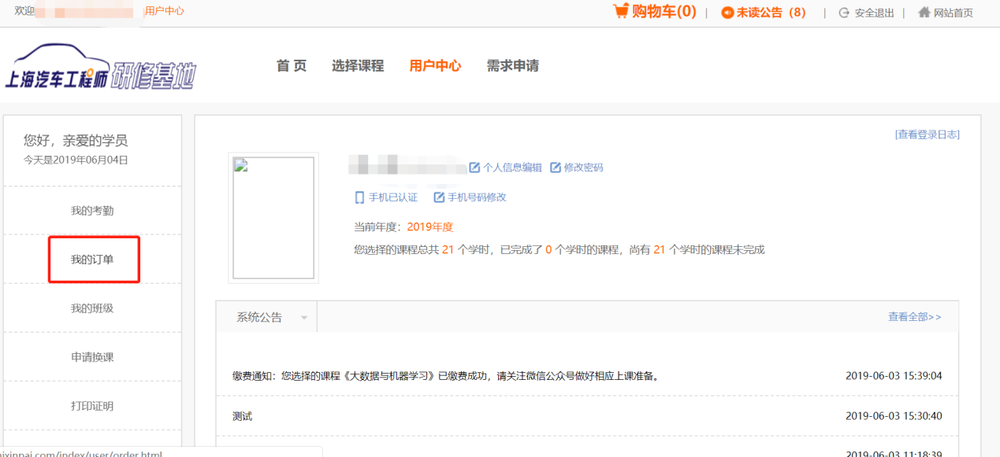 欢迎 用户中心 购物车(0) | 未读公告（8） | 安全退出 | 网站首页
上海汽车工程师研修基地
首 页 选择课程 用户中心 需求申请
您好，亲爱的学员
今天是2019年06月04日
我的考勤
我的订单
我的班级
申请换课
打印证明
[查看登录日志]
个人信息编辑 修改密码
手机已认证 手机号码修改
当前年度：2019年度
您选择的课程总共 21 个学时，已完成了 0 个学时的课程，尚有 21 个学时的课程未完成
系统公告 查看全部>>
缴费通知：您选择的课程《大数据与机器学习》已缴费成功，请关注微信公众号做好相应上课准备。 2019-06-03 15:39:04
测试 2019-06-03 15:30:40
2019-06-03 11:18:39
ixinpai.com/index/user/order.html